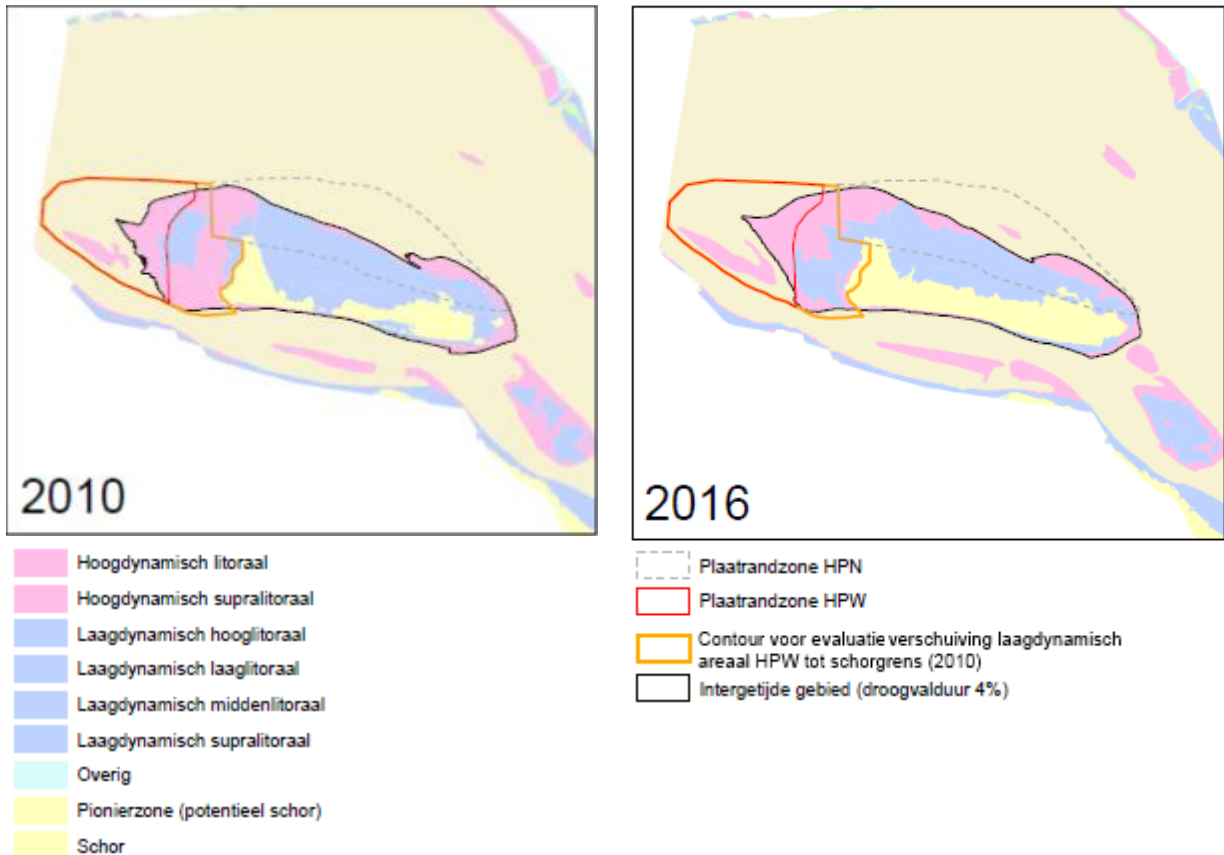 2010
2016
Hoogdynamisch litoraal
Hoogdynamisch supralitoraal
Laagdynamisch hooglitoraal
Laagdynamisch laaglitoraal
Laagdynamisch middenlitoraal
Laagdynamisch supralitoraal
Overig
Pionierzone (potentieel schor)
Schor
Plaatrandzone HPN
Plaatrandzone HPW
Contour voor evaluatie verschuiving laagdynamisch
areaal HPW tot schorgrens (2010)
Intergetijde gebied (droogvalduur 4%)